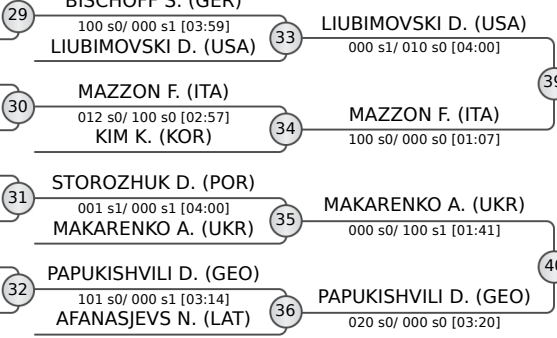 BISCHOFF S. (GER)
29
100 s0/ 000 s1 [03:59]
LIUBIMOVSKI D. (USA)
33
LIUBIMOVSKI D. (USA)
000 s1/ 010 s0 [04:00]
39
MAZZON F. (ITA)
30
012 s0/ 100 s0 [02:57]
KIM K. (KOR)
34
MAZZON F. (ITA)
100 s0/ 000 s0 [01:07]
STOROZHUK D. (POR)
31
001 s1/ 000 s1 [04:00]
MAKARENKO A. (UKR)
35
MAKARENKO A. (UKR)
000 s0/ 100 s1 [01:41]
40
PAPUKISHVILI D. (GEO)
32
101 s0/ 000 s1 [03:14]
AFANASJEVS N. (LAT)
36
PAPUKISHVILI D. (GEO)
020 s0/ 000 s0 [03:20]